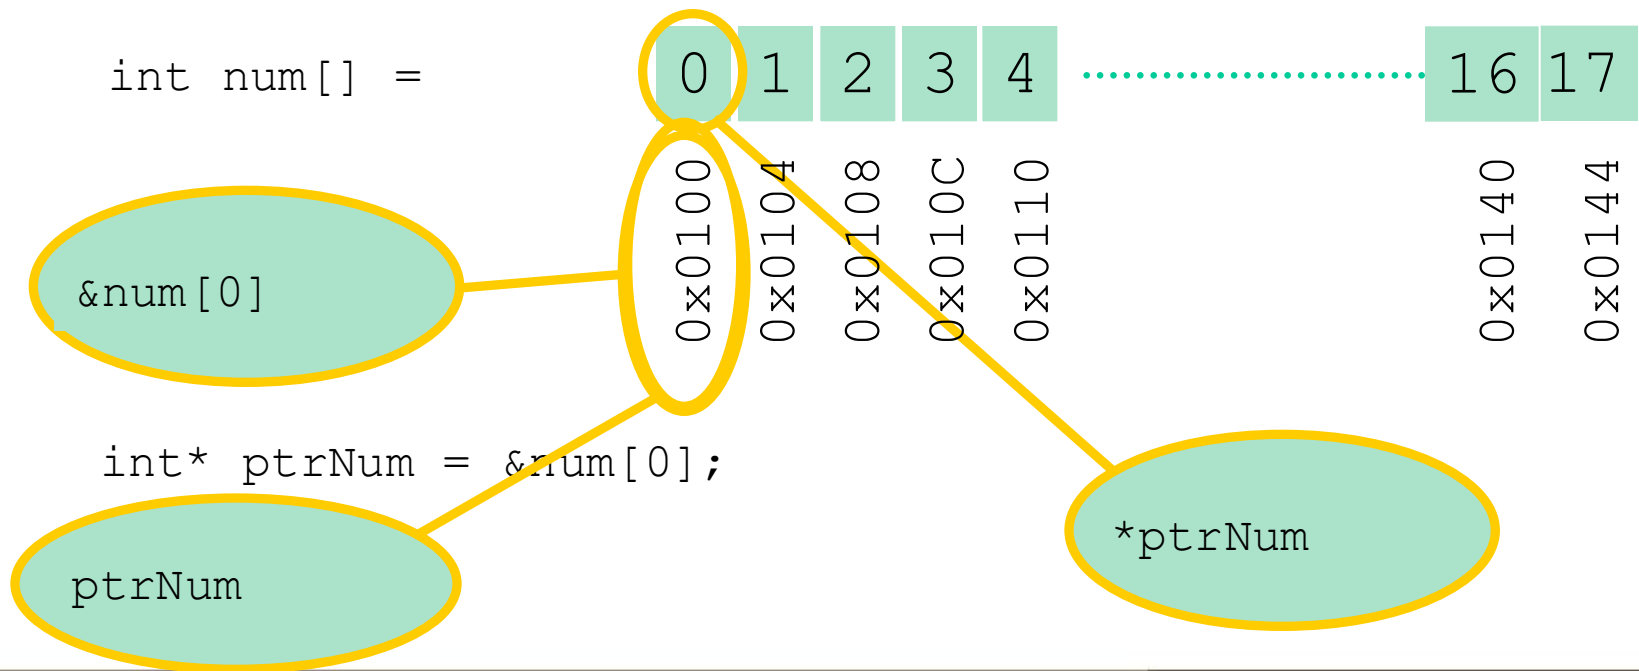 int num[] = 0 1 2 3 4 16 17
0x0100 0x0104 0x0108 0x010C 0x0110 0x0140 0x0144
&num[0]
int* ptrNum = &num[0];
*ptrNum
ptrNum